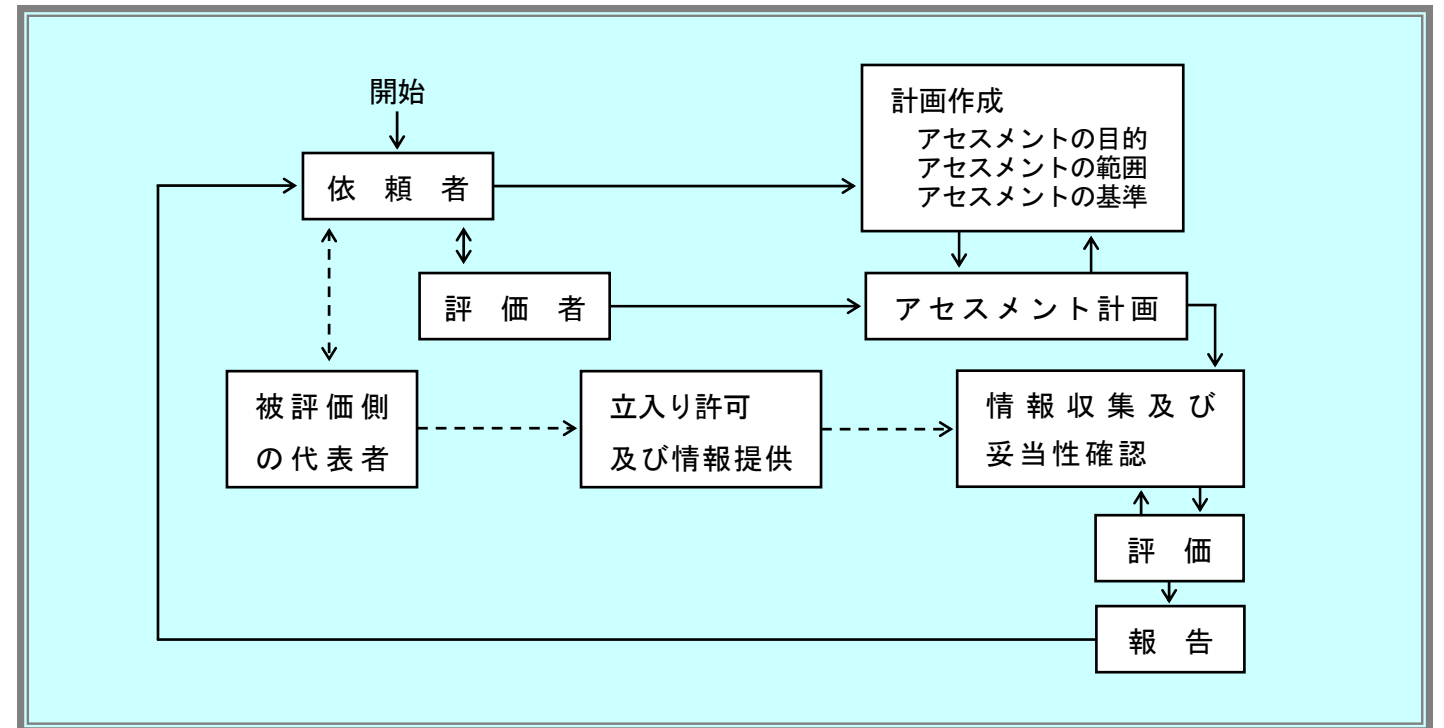 開始
計画作成
アセスメントの目的
アセスメントの範囲
アセスメントの基準
依頼者
評価者
アセスメント計画
被評価側
の代表者
立入り許可
及び情報提供
情報収集及び
妥当性確認
評価
報告